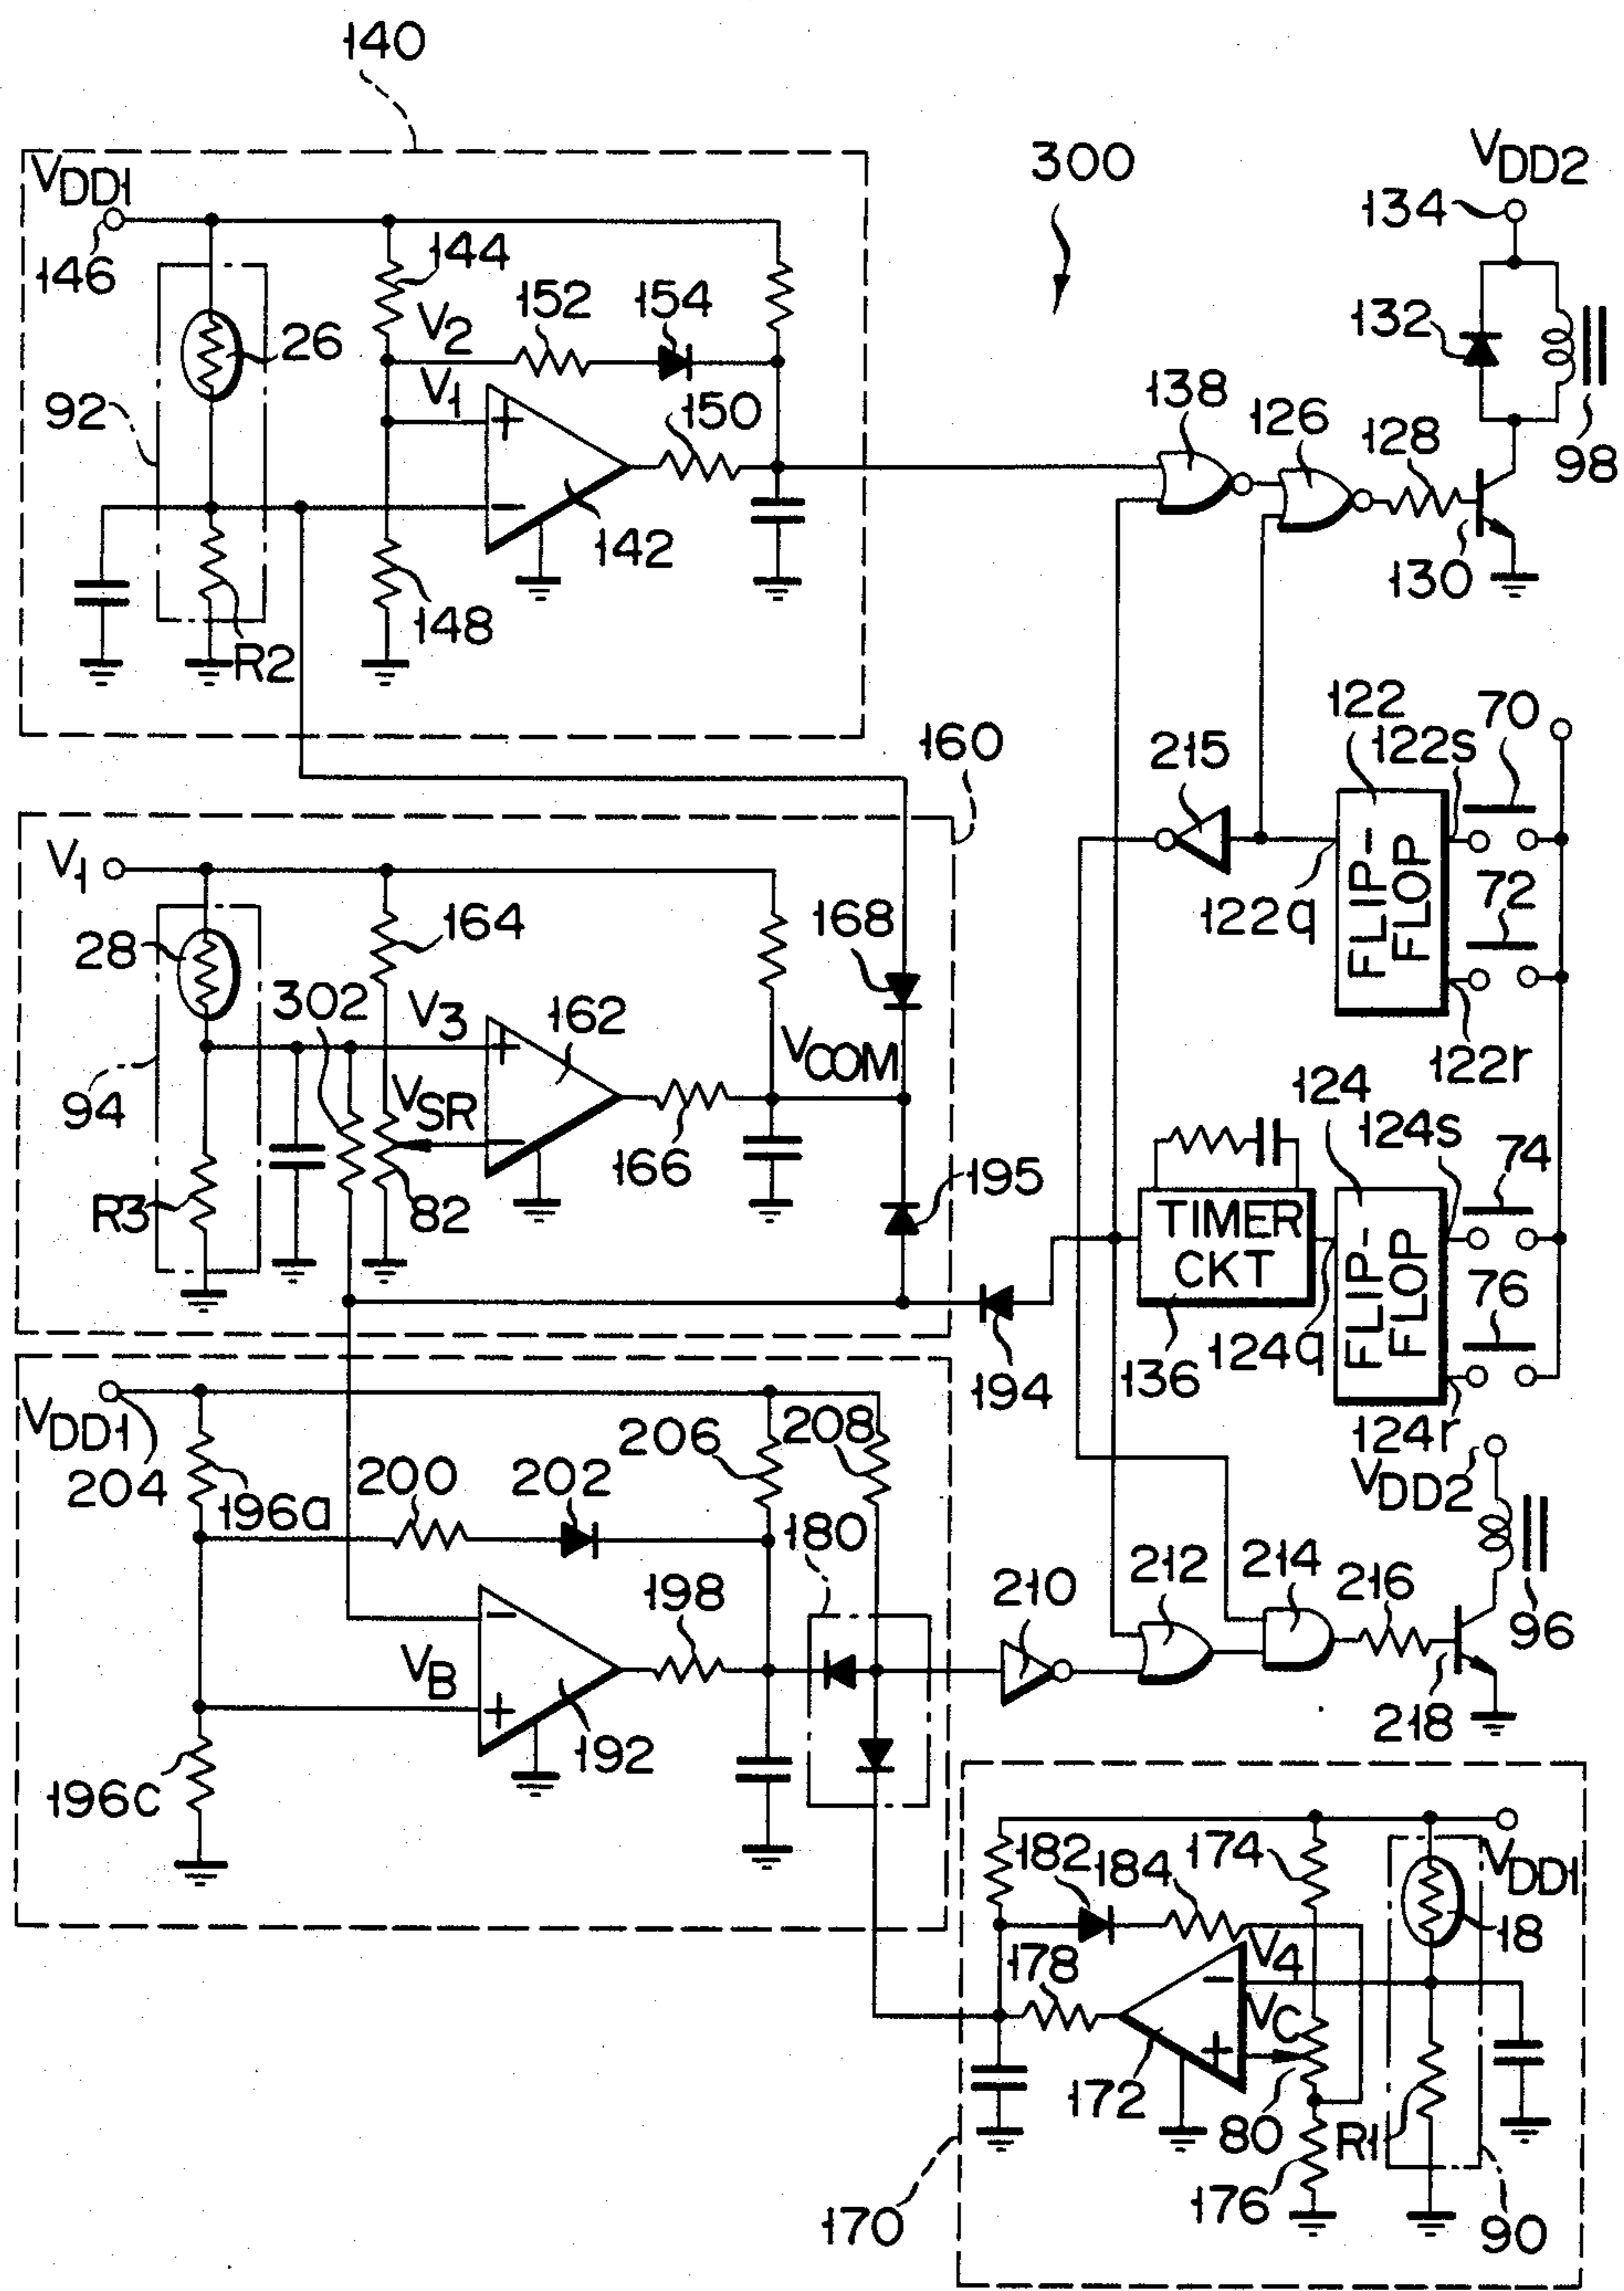 140
300
VDD1
146
144
V2
152
154
26
V1
92
150
142
148
R2
VDD2
134
132
98
138
126
128
130
160
V1
28
164
302
V3
162
168
VCOM
94
VSR
166
R3
82
195
215
122
122s
70
FLIP-
FLOP
72
122q
122r
124
124s
74
TIMER
CKT
FLIP-
FLOP
76
136
124q
124r
194
VDD1
204
196a
200
202
206
208
180
198
VB
192
196c
VDD2
210
212
214
216
96
218
182
184
174
VDD1
18
178
V4
VC
172
80
R1
176
170
90